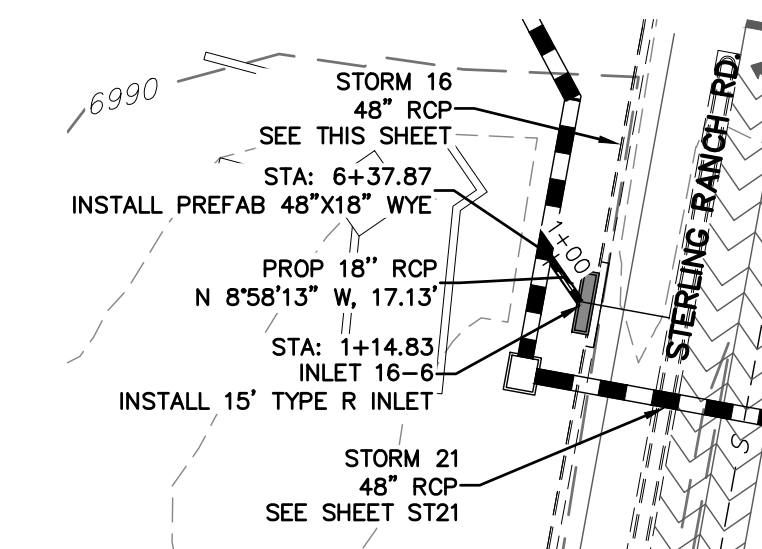 6990
STORM 16
48" RCP
SEE THIS SHEET
STA: 6+37.87
INSTALL PREFAB 48"X18" WYE
1+00
PROP 18" RCP
N 8°58'13" W, 17.13'
STA: 1+14.83
INLET 16-6
INSTALL 15' TYPE R INLET
STORM 21
48" RCP
SEE SHEET ST21
STERLING RANCH RD.
S